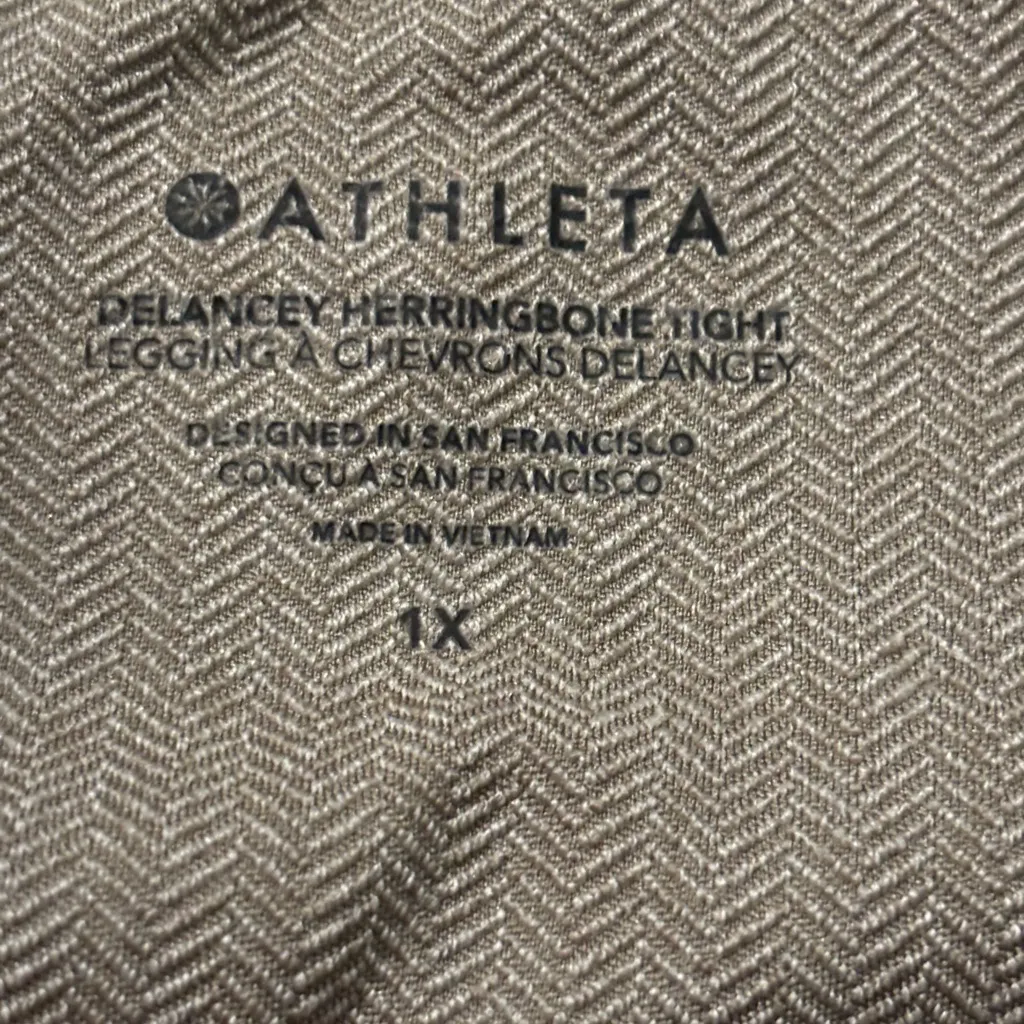 ATHLETA
DELANCEY HERRINGBONE TIGHT
LEGGING À CHEVRONS DELANCEY
DESIGNED IN SAN FRANCISCO
CONÇU À SAN FRANCISCO
MADE IN VIETNAM
1X